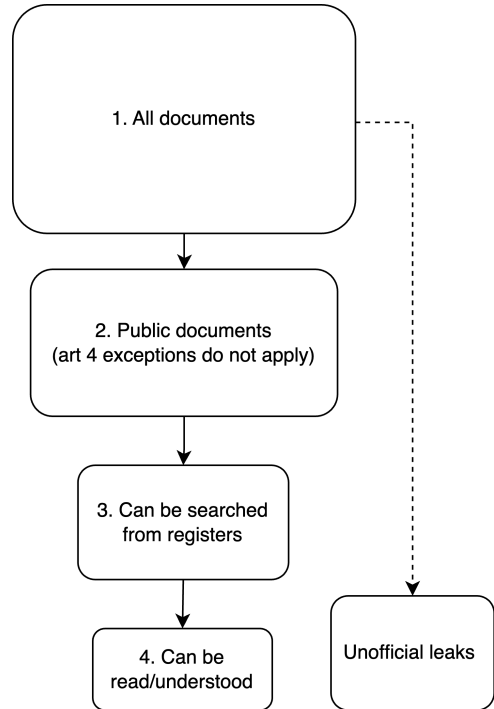 1. All documents
2. Public documents
(art 4 exceptions do not apply)
3. Can be searched
from registers
4. Can be
read/understood
Unofficial leaks